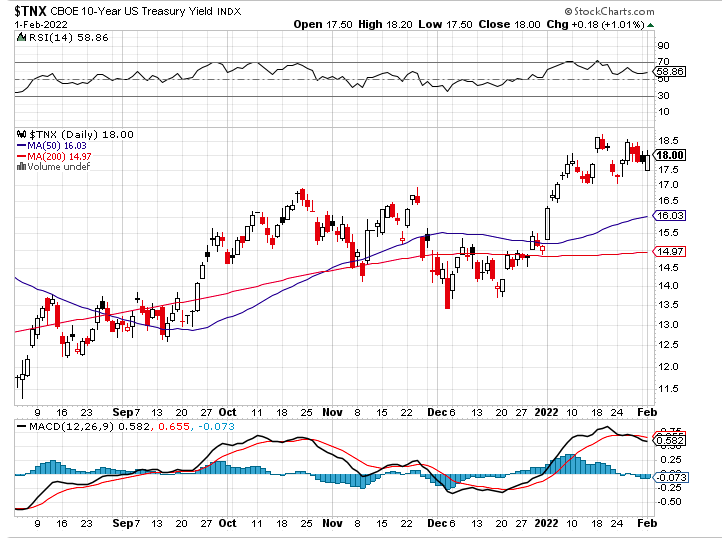 $TNX CBOE 10-Year US Treasury Yield INDX
© StockCharts.com
1-Feb-2022
Open 17.50 High 18.20 Low 17.50 Close 18.00 Chg +0.18 (+1.01%)
RSI(14) 58.86
90
70
58.86
30
10
$TNX (Daily) 18.00
MA(50) 16.03
MA(200) 14.97
Volume undef
18.5
18.00
17.5
17.0
16.5
16.03
15.5
14.97
14.5
14.0
13.5
13.0
12.5
12.0
11.5
9 16 23 Sep 7 13 20 27 Oct 11 18 25 Nov 8 15 22 Dec 6 13 20 27 2022 10 18 24 Feb
MACD(12,26,9) 0.582, 0.655, -0.073
0.75
0.582
0.25
0.00
-0.073
-0.25
-0.50
9 16 23 Sep 7 13 20 27 Oct 11 18 25 Nov 8 15 22 Dec 6 13 20 27 2022 10 18 24 Feb